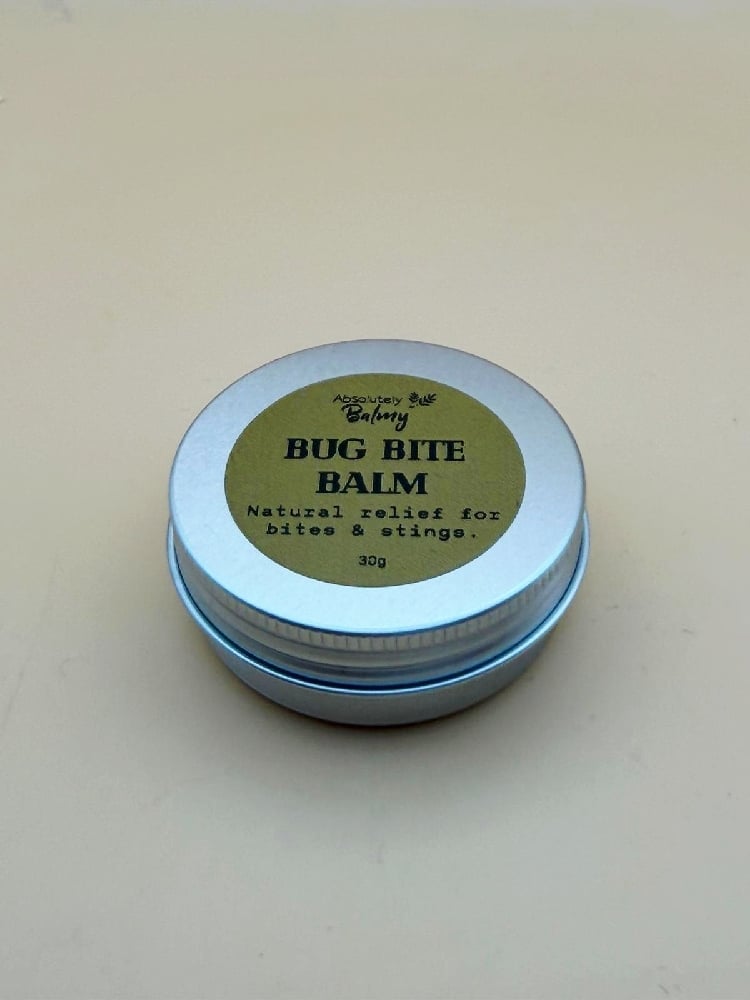 Absolutely
Balmy
BUG BITE
BALM
Natural relief for
bites & stings.
30g